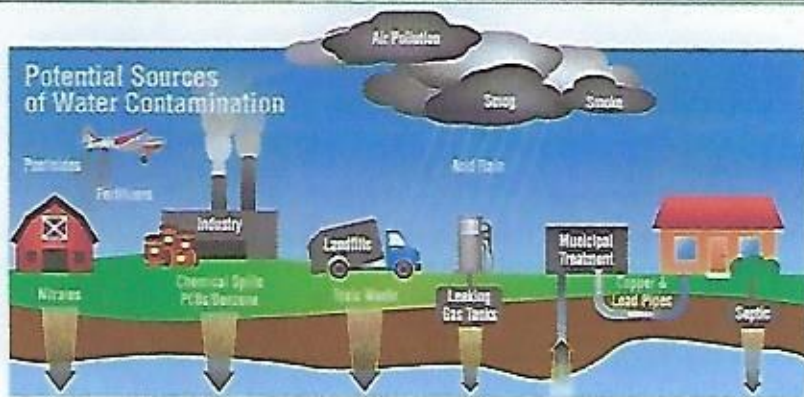 Air Pollution
Potential Sources
of Water Contamination
Smog
Smoke
Pesticides
Fertilizers
Acid Rain
Industry
Landfills
Municipal
Treatment
Nitrates
Chemical Spills
PCBs/Benzene
Toxic Waste
Leaking
Gas Tanks
Copper &
Lead Pipes
Septic